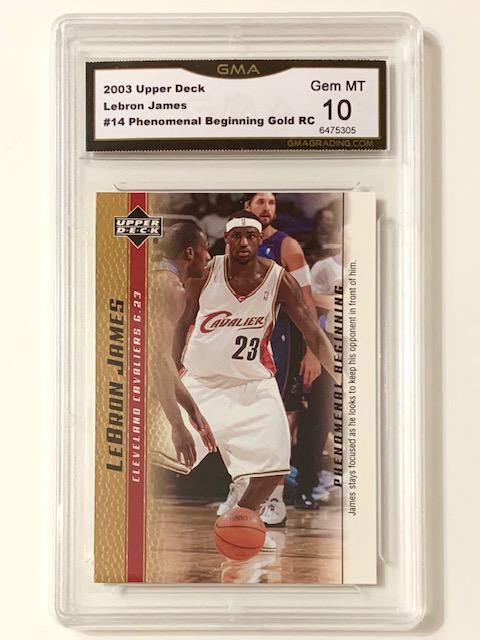 GMA
2003 Upper Deck
Lebron James
#14 Phenomenal Beginning Gold RC
Gem MT
10
6475305
GMAGRADING.COM
UPPER
DECK
LEBRON JAMES
CLEVELAND CAVALIERS G. 23
CAVALIERS
23
PHENOMENAL BEGINNING
James stays focused as he looks to keep his opponent in front of him.